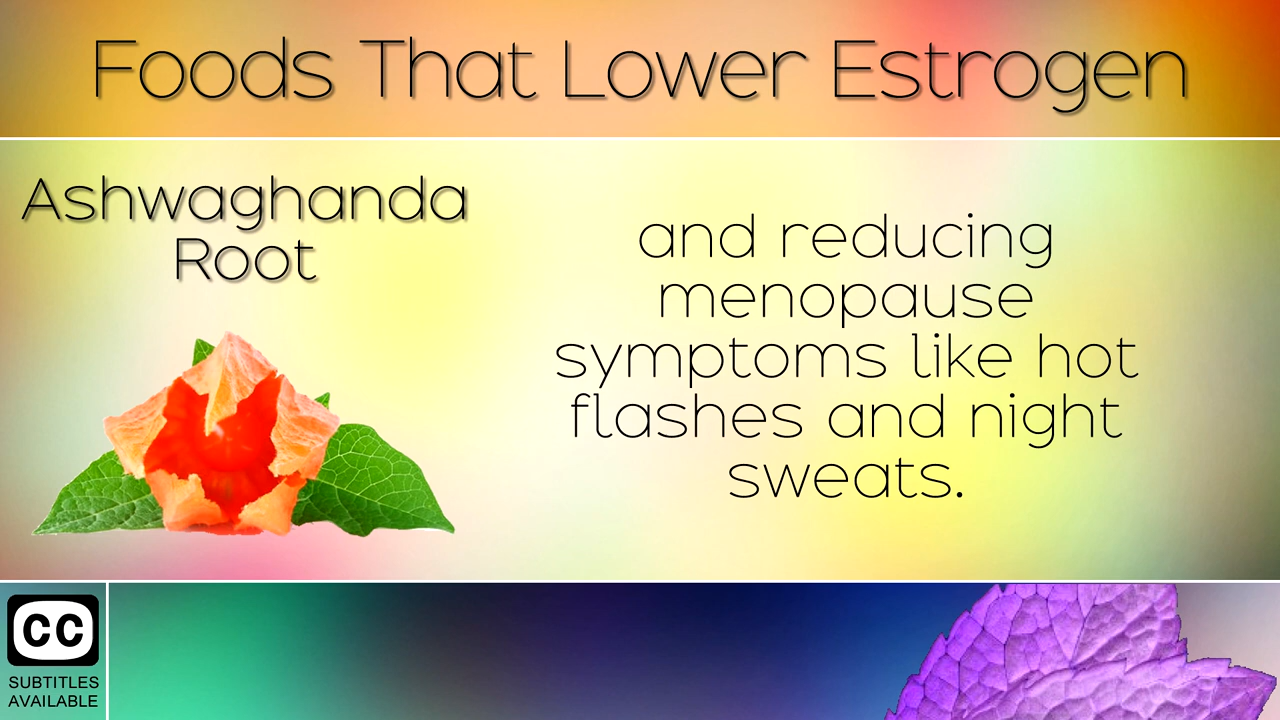 Foods That Lower Estrogen
Ashwaghanda
Root
and reducing
menopause
symptoms like hot
flashes and night
sweats.
CC
SUBTITLES
AVAILABLE